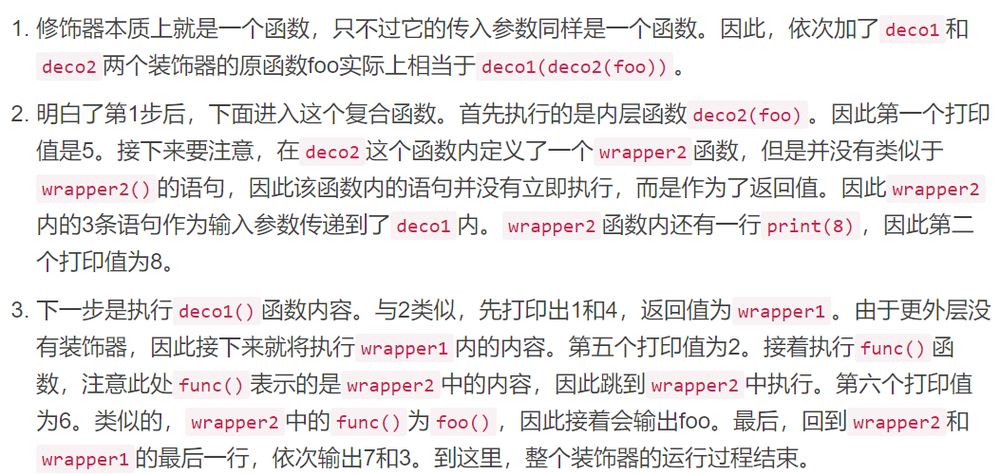 1. 修饰器本质上就是一个函数，只不过它的传入参数同样是一个函数。因此，依次加了 deco1 和
deco2 两个装饰器的原函数foo实际上相当于 deco1(deco2(foo)) 。
2. 明白了第1步后，下面进入这个复合函数。首先执行的是内层函数 deco2(foo) 。因此第一个打印
值是5。接下来要注意，在 deco2 这个函数内定义了一个 wrapper2 函数，但是并没有类似于
wrapper2() 的语句，因此该函数内的语句并没有立即执行，而是作为了返回值。因此 wrapper2
内的3条语句作为输入参数传递到了 deco1 内。 wrapper2 函数内还有一行 print(8) ，因此第二
个打印值为8。
3. 下一步是执行 deco1() 函数内容。与2类似，先打印出1和4，返回值为 wrapper1 。由于更外层没
有装饰器，因此接下来就将执行 wrapper1 内的内容。第五个打印值为2。接着执行 func() 函
数，注意此处 func() 表示的是 wrapper2 中的内容，因此跳到 wrapper2 中执行。第六个打印值
为6。类似的， wrapper2 中的 func() 为 foo() ，因此接着会输出foo。最后，回到 wrapper2 和
wrapper1 的最后一行，依次输出7和3。到这里，整个装饰器的运行过程结束。